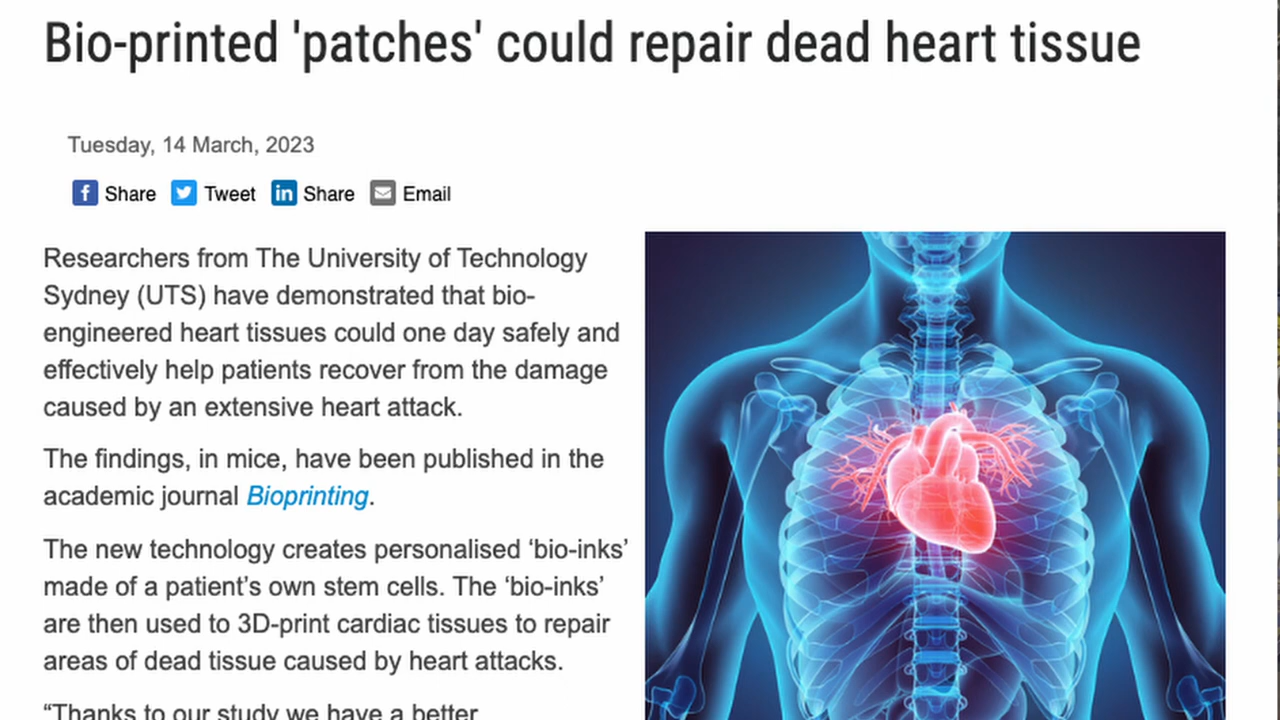 Bio-printed 'patches' could repair dead heart tissue
Tuesday, 14 March, 2023
f Share Tweet in Share Email
Researchers from The University of Technology
Sydney (UTS) have demonstrated that bio-
engineered heart tissues could one day safely and
effectively help patients recover from the damage
caused by an extensive heart attack.
The findings, in mice, have been published in the
academic journal Bioprinting.
The new technology creates personalised ‘bio-inks’
made of a patient’s own stem cells. The ‘bio-inks’
are then used to 3D-print cardiac tissues to repair
areas of dead tissue caused by heart attacks.
“Thanks to our study we have a better